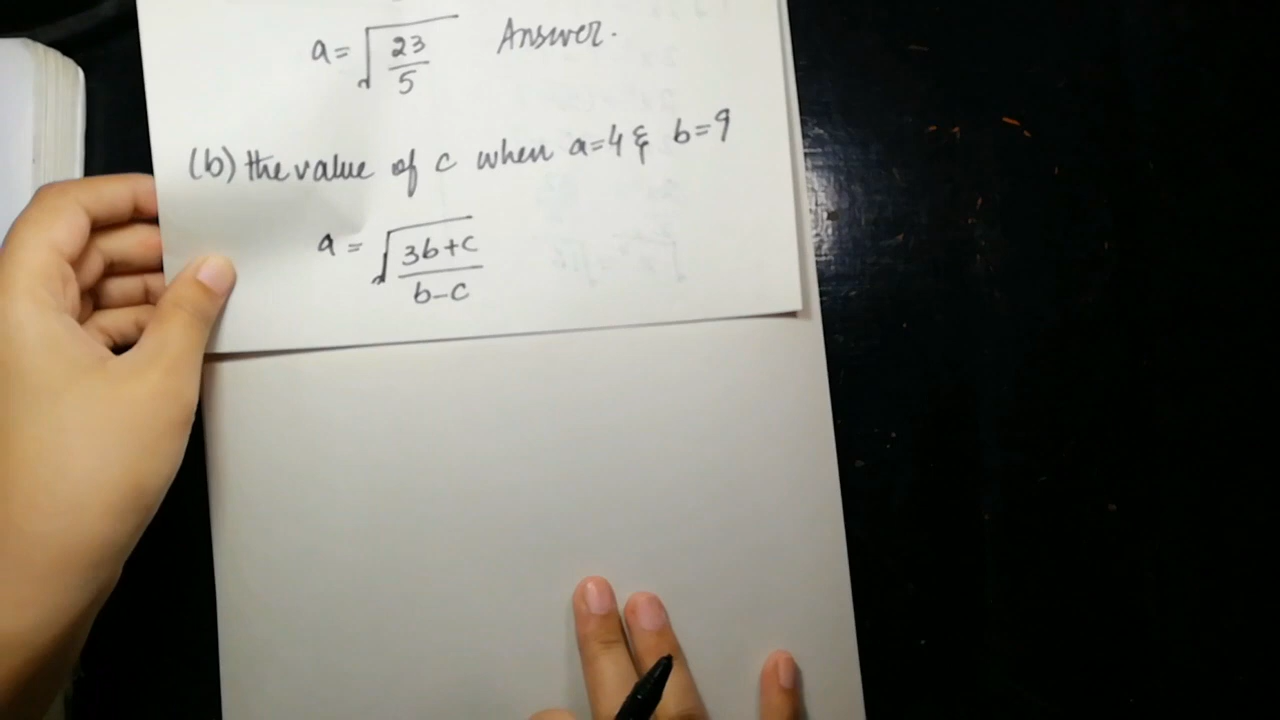 a = √(23/5) Answer.
(b) the value of c when a=4 & b=9
a = √((3b+c)/(b-c))